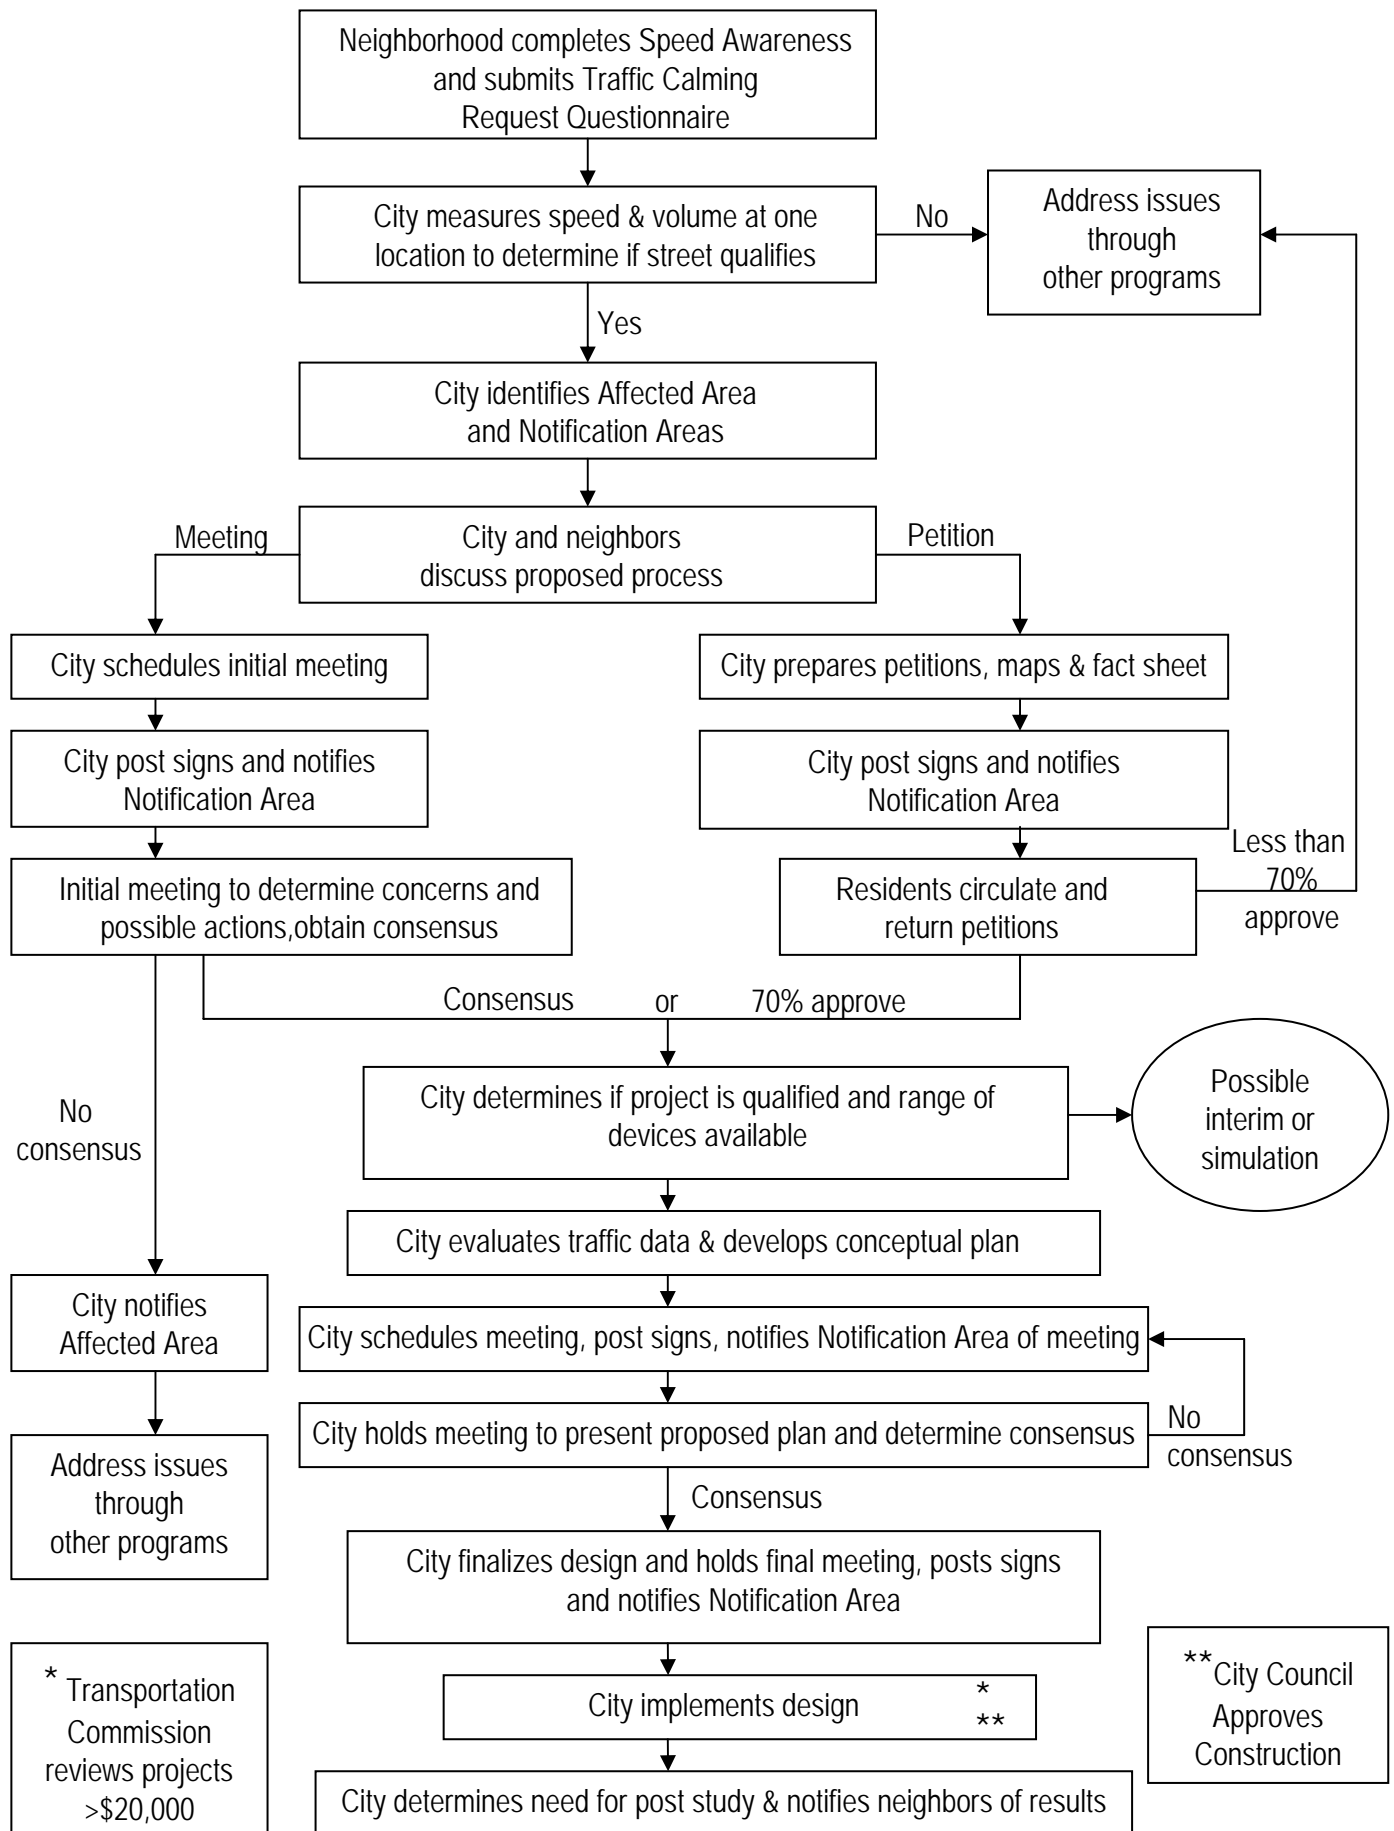 Neighborhood completes Speed Awareness
and submits Traffic Calming
Request Questionnaire
City measures speed & volume at one
location to determine if street qualifies
No
Address issues
through
other programs
Yes
City identifies Affected Area
and Notification Areas
Meeting
City and neighbors
discuss proposed process
Petition
City schedules initial meeting
City prepares petitions, maps & fact sheet
City post signs and notifies
Notification Area
City post signs and notifies
Notification Area
Initial meeting to determine concerns and
possible actions,obtain consensus
Residents circulate and
return petitions
Less than
70%
approve
Consensus or 70% approve
No
consensus
City determines if project is qualified and range of
devices available
Possible
interim or
simulation
City evaluates traffic data & develops conceptual plan
City notifies
Affected Area
City schedules meeting, post signs, notifies Notification Area of meeting
City holds meeting to present proposed plan and determine consensus
No
consensus
Address issues
through
other programs
Consensus
City finalizes design and holds final meeting, posts signs
and notifies Notification Area
* Transportation
Commission
reviews projects
>$20,000
City implements design *
**
**City Council
Approves
Construction
City determines need for post study & notifies neighbors of results